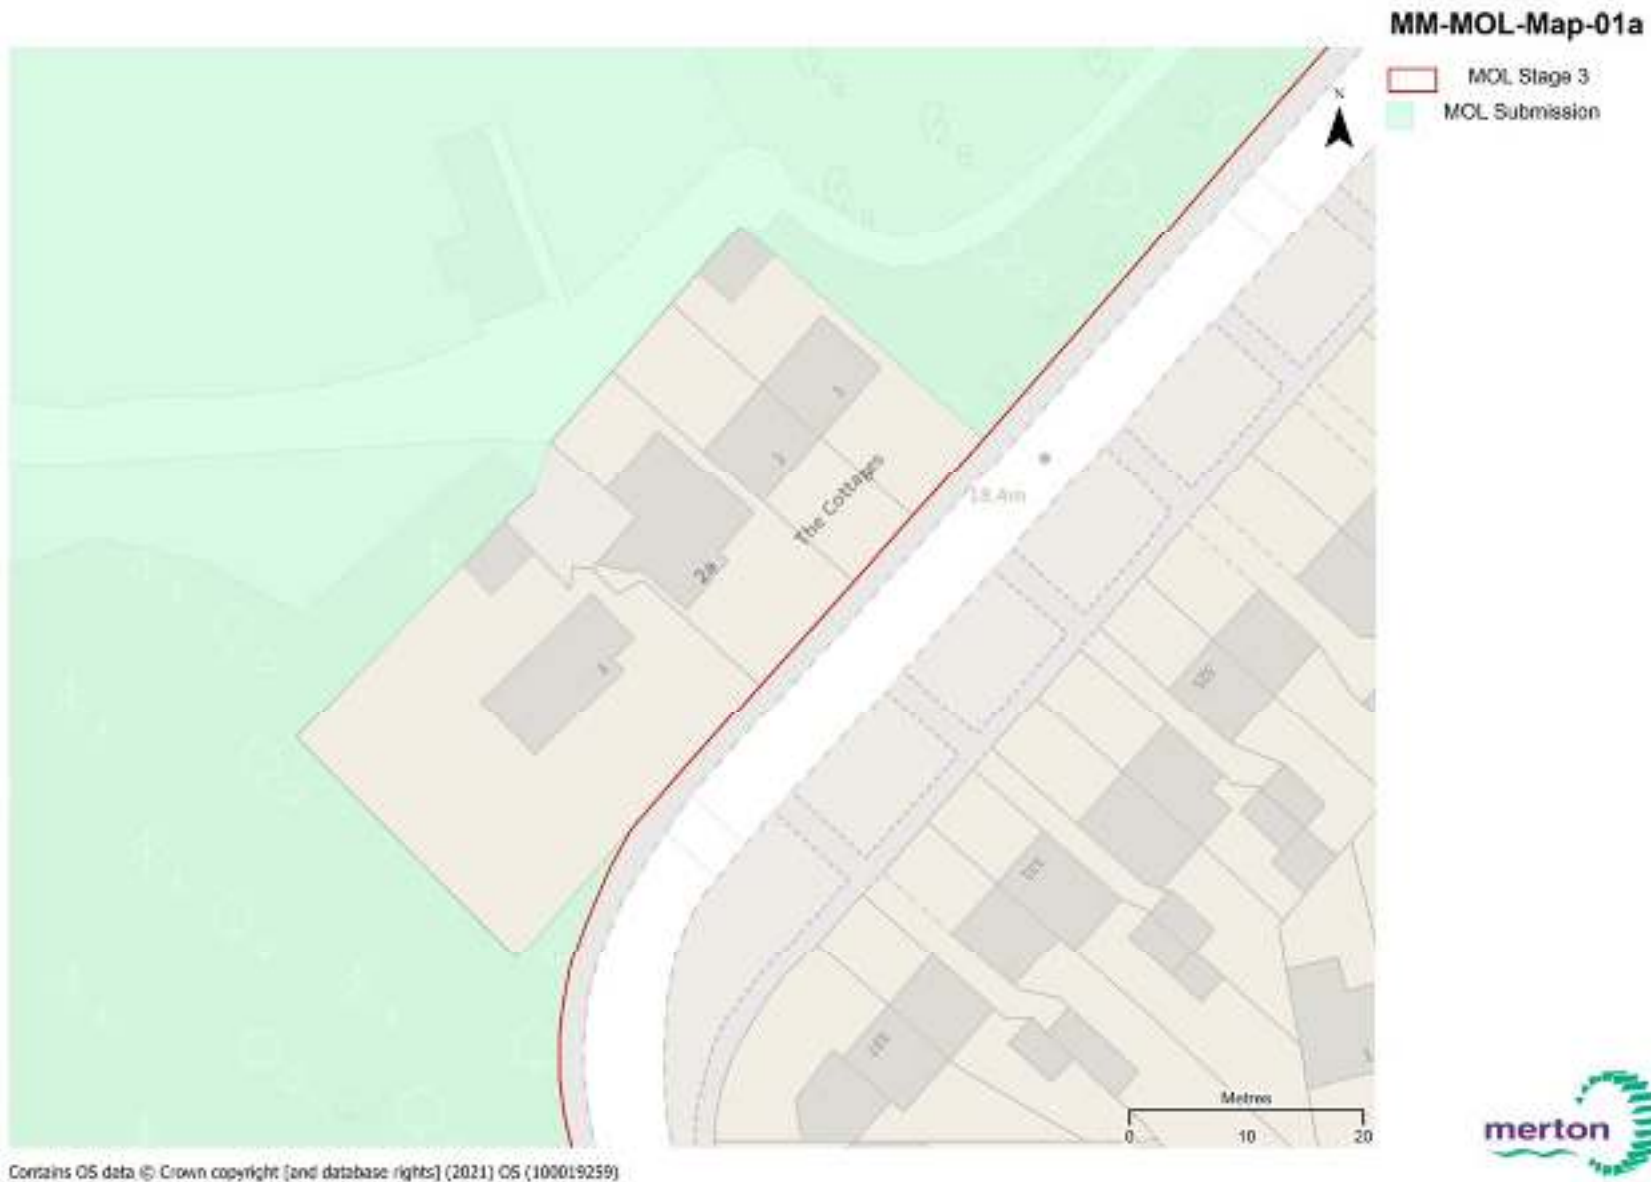 MM-MOL-Map-01a
MOL Stage 3
MOL Submission
N
The Cottages
2a
18.4m
Metres
0 10 20
merton
Contains OS data © Crown copyright [and database rights] (2021) OS (100019259)